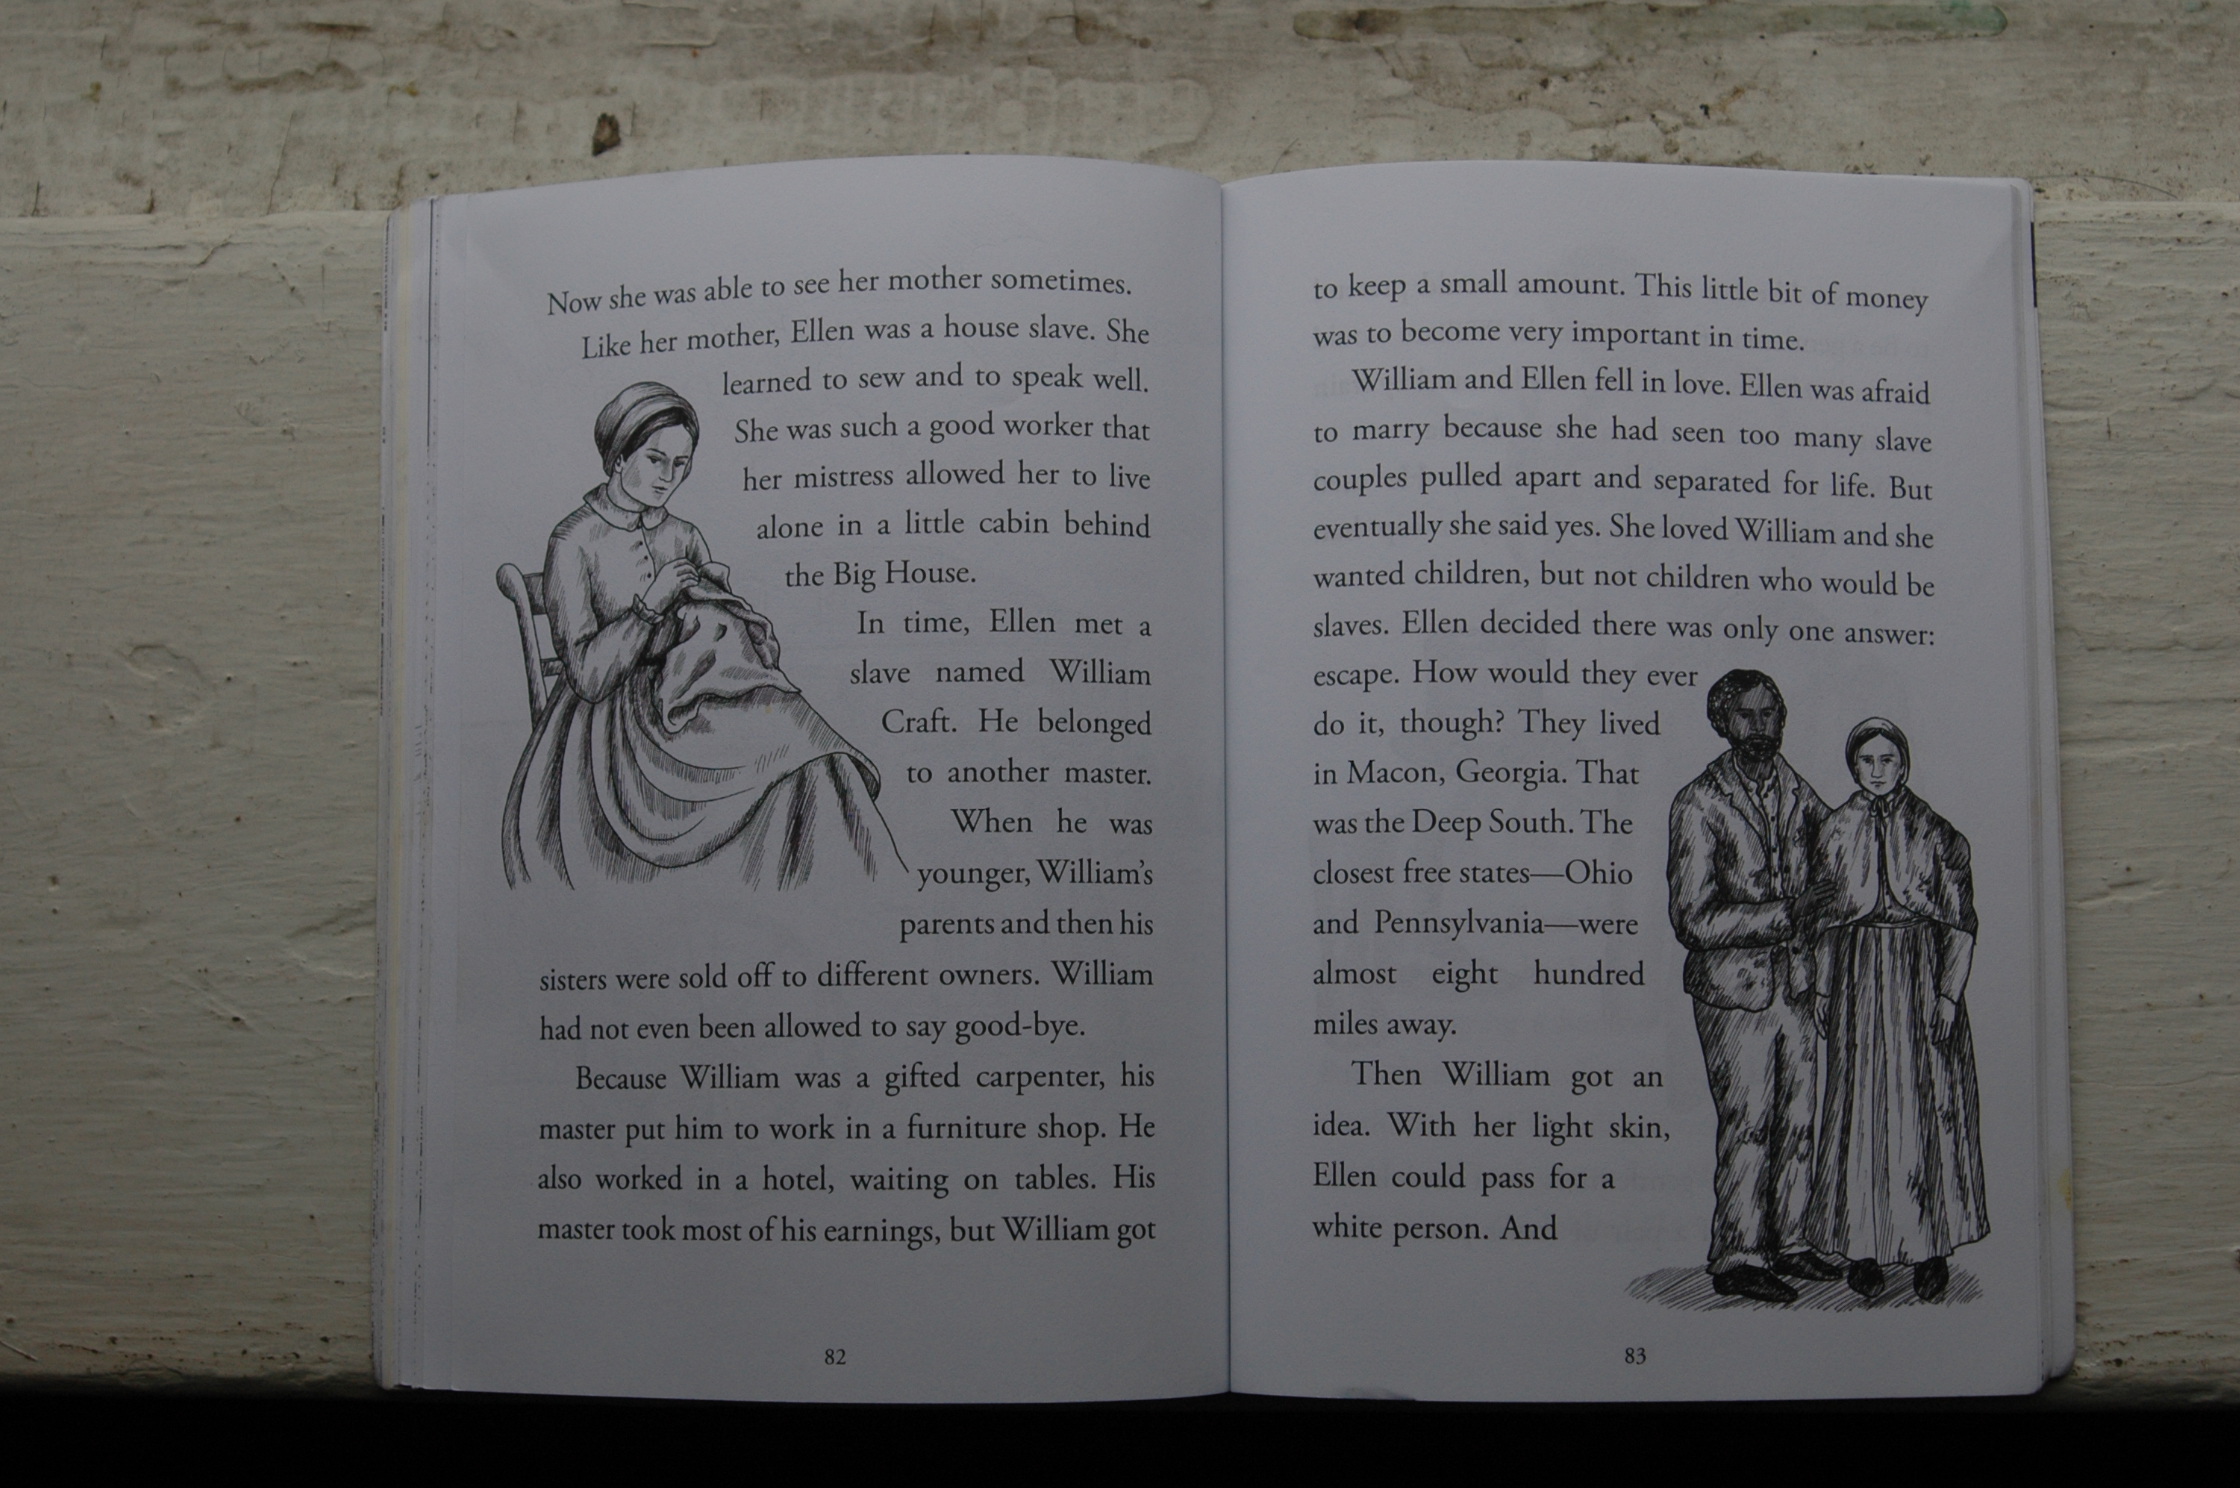 Now she was able to see her mother sometimes.
Like her mother, Ellen was a house slave. She
learned to sew and to speak well.
She was such a good worker that
her mistress allowed her to live
alone in a little cabin behind
the Big House.
In time, Ellen met a
slave named William
Craft. He belonged
to another master.
When he was
younger, William's
parents and then his
sisters were sold off to different owners. William
had not even been allowed to say good-bye.
Because William was a gifted carpenter, his
master put him to work in a furniture shop. He
also worked in a hotel, waiting on tables. His
master took most of his earnings, but William got
82
to keep a small amount. This little bit of money
was to become very important in time.
William and Ellen fell in love. Ellen was afraid
to marry because she had seen too many slave
couples pulled apart and separated for life. But
eventually she said yes. She loved William and she
wanted children, but not children who would be
slaves. Ellen decided there was only one answer:
escape. How would they ever
do it, though? They lived
in Macon, Georgia. That
was the Deep South. The
closest free states—Ohio
and Pennsylvania—were
almost eight hundred
miles away.
Then William got an
idea. With her light skin,
Ellen could pass for a
white person. And
83